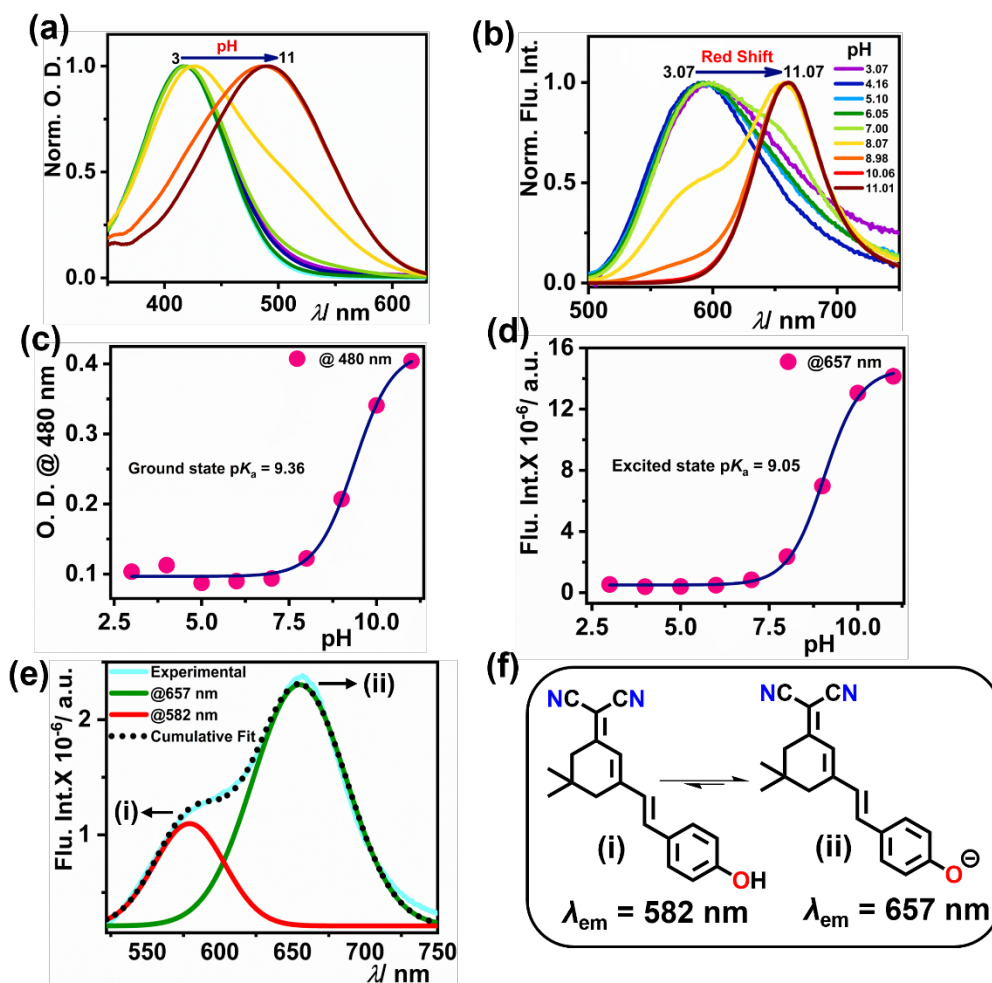 (a)
pH
3
11
Norm. O. D.
1.0
0.5
0.0
400
500
600
λ/ nm
(b)
Red Shift
3.07
11.07
pH
3.07
4.16
5.10
6.05
7.00
8.07
8.98
10.06
11.01
Norm. Flu. Int.
1.0
0.5
0.0
500
600
700
λ/ nm
(c)
@ 480 nm
Ground state pKa = 9.36
O. D. @ 480 nm
0.4
0.3
0.2
0.1
2.5
5.0
7.5
10.0
pH
(d)
@657 nm
Excited state pKa = 9.05
Flu. Int.X 10-6/ a.u.
16
12
8
4
0
2.5
5.0
7.5
10.0
pH
(e)
Experimental
@657 nm
@582 nm
Cumulative Fit
(i)
(ii)
Flu. Int.X 10-6/ a.u.
2
1
550
600
650
700
750
λ/ nm
(f)
NC CN
NC CN
(i)
(ii)
OH
O⊖
λem = 582 nm
λem = 657 nm